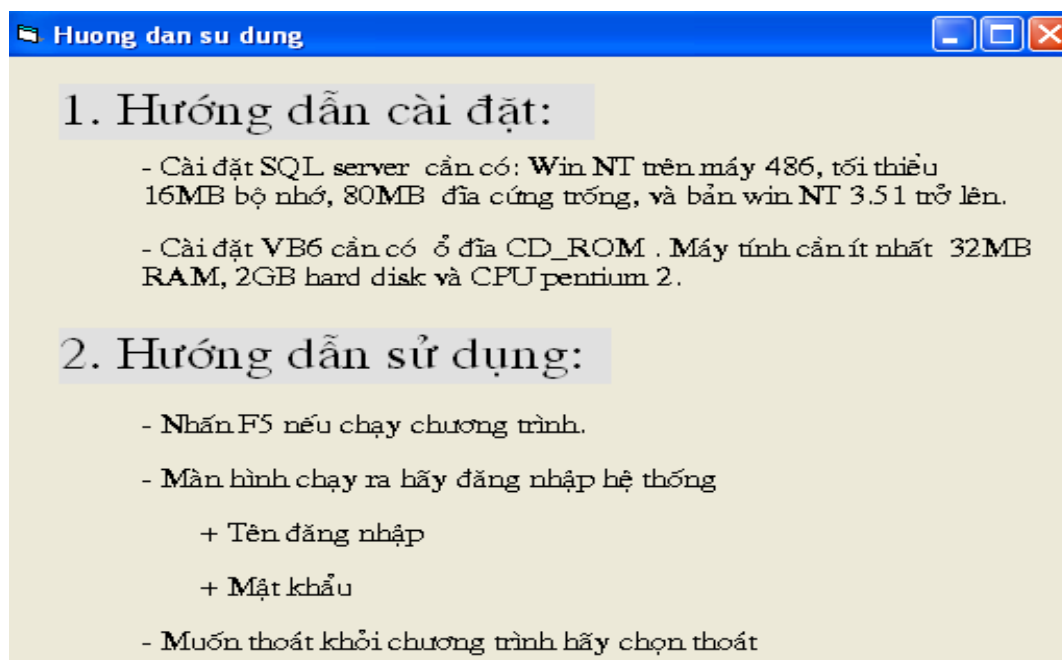 Huong dan su dung
1. Hướng dẫn cài đặt:
- Cài đặt SQL server cần có: Win NT trên máy 486, tối thiểu
16MB bộ nhớ, 80MB đĩa cứng trống, và bản win NT 3.51 trở lên.
- Cài đặt VB6 cần có ổ đĩa CD_ROM . Máy tính cần ít nhất 32MB
RAM, 2GB hard disk và CPU pentium 2.
2. Hướng dẫn sử dụng:
- Nhấn F5 nếu chạy chương trình.
- Màn hình chạy ra hãy đăng nhập hệ thống
+ Tên đăng nhập
+ Mật khẩu
- Muốn thoát khỏi chương trình hãy chọn thoát